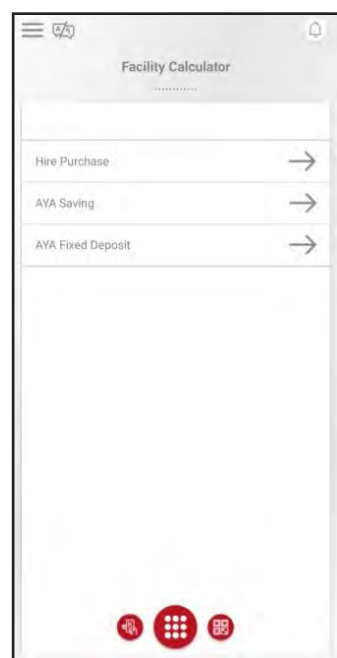 Facility Calculator
Hire Purchase
AYA Saving
AYA Fixed Deposit